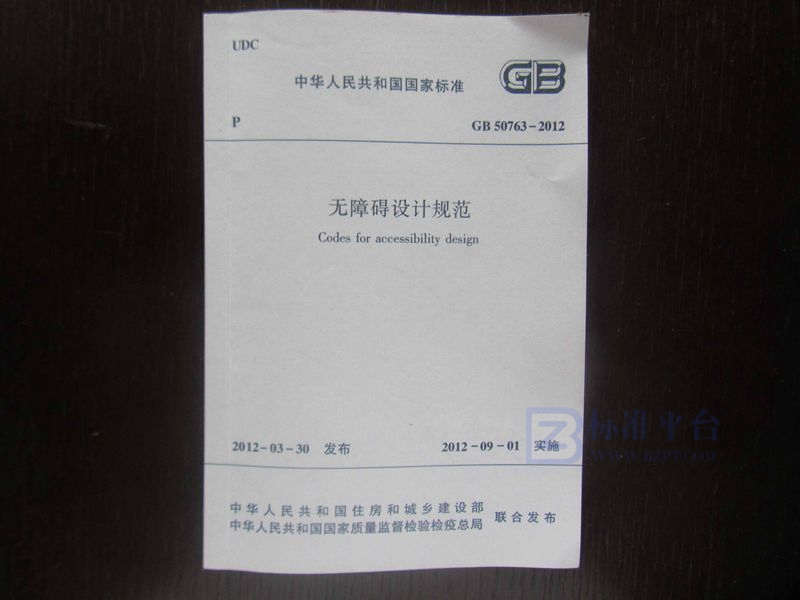 UDC
中华人民共和国国家标准
GB
P
GB 50763-2012
无障碍设计规范
Codes for accessibility design
2012-03-30 发布
2012-09-01 实施
标准平台
WWW.BZPT.COM
中华人民共和国住房和城乡建设部
中华人民共和国国家质量监督检验检疫总局
联合发布